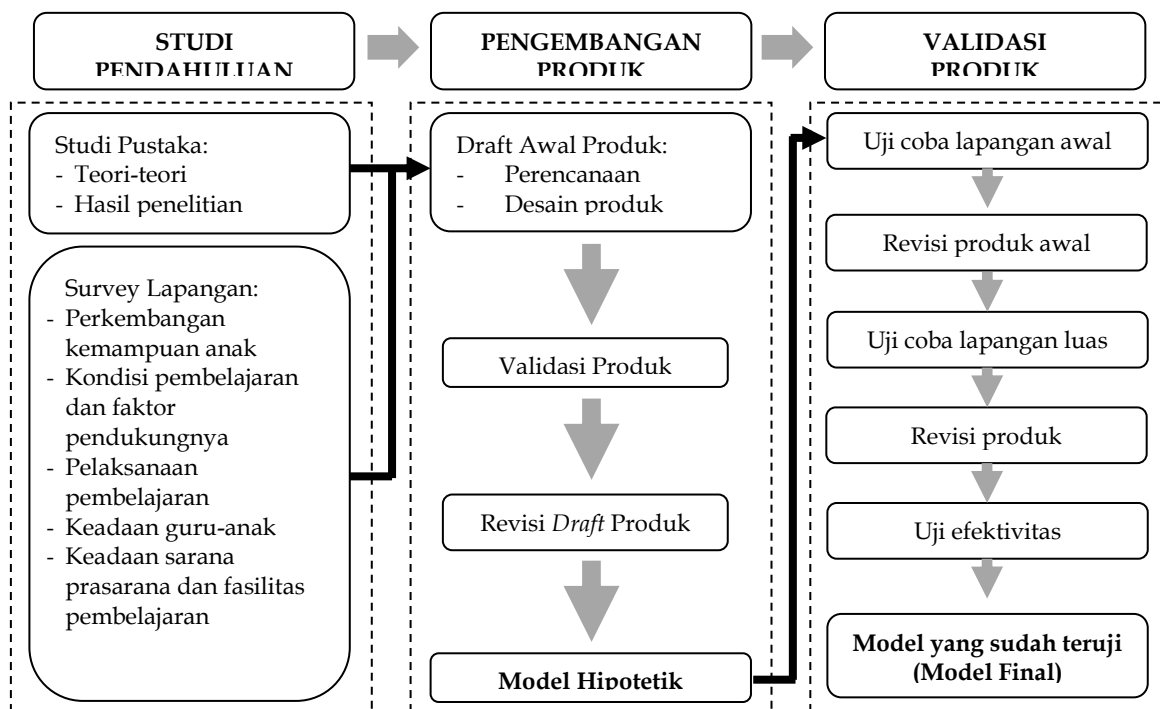 STUDI
PENDAHULUAN
PENGEMBANGAN
PRODUK
VALIDASI
PRODUK
Studi Pustaka:
- Teori-teori
- Hasil penelitian
Survey Lapangan:
- Perkembangan
kemampuan anak
- Kondisi pembelajaran
dan faktor
pendukungnya
- Pelaksanaan
pembelajaran
- Keadaan guru-anak
- Keadaan sarana
prasarana dan fasilitas
pembelajaran
Draft Awal Produk:
- Perencanaan
- Desain produk
Validasi Produk
Revisi Draft Produk
Model Hipotetik
Uji coba lapangan awal
Revisi produk awal
Uji coba lapangan luas
Revisi produk
Uji efektivitas
Model yang sudah teruji
(Model Final)